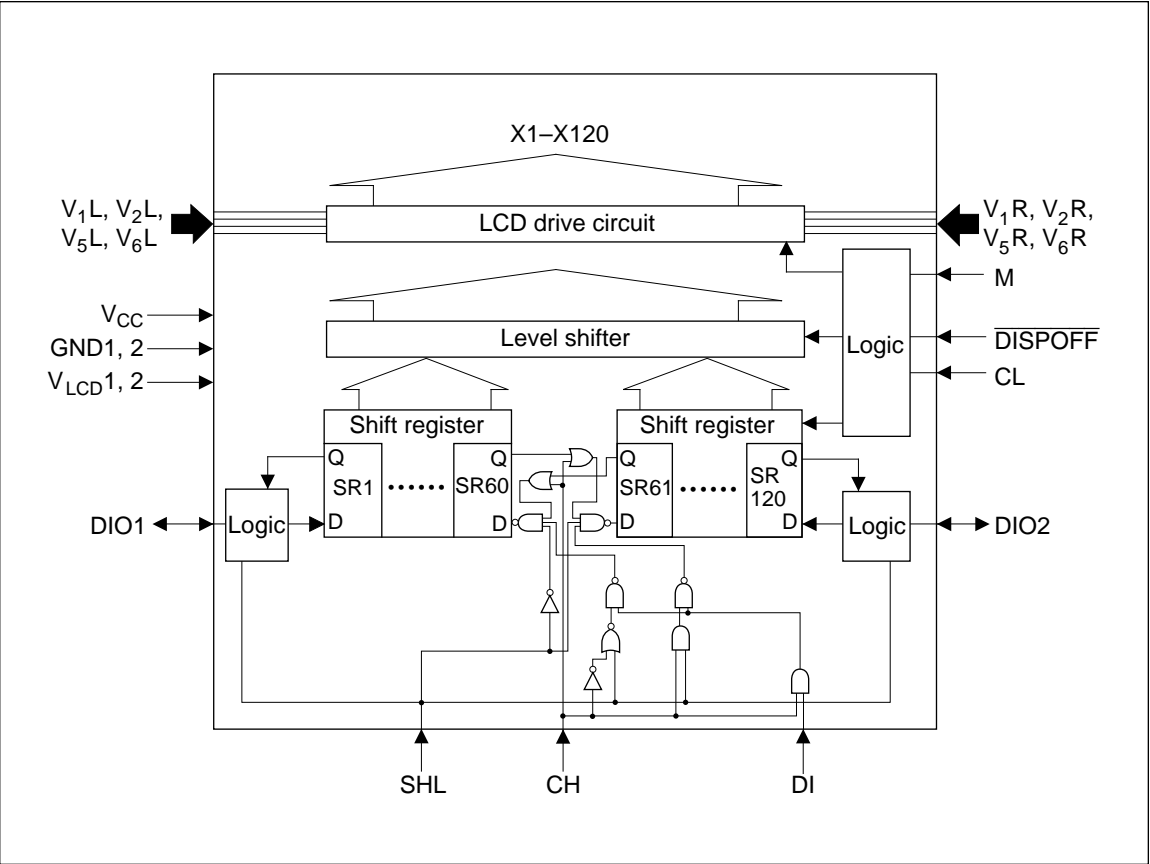 X1–X120
V1L, V2L,
V5L, V6L
LCD drive circuit
V1R, V2R,
V5R, V6R
M
VCC
GND1, 2
VLCD1, 2
Level shifter
Logic
DISPOFF
CL
Shift register
Q
SR1
D
SR60
Q
D
Shift register
Q
SR61
D
SR
120
Q
D
DIO1
Logic
Logic
DIO2
SHL
CH
DI